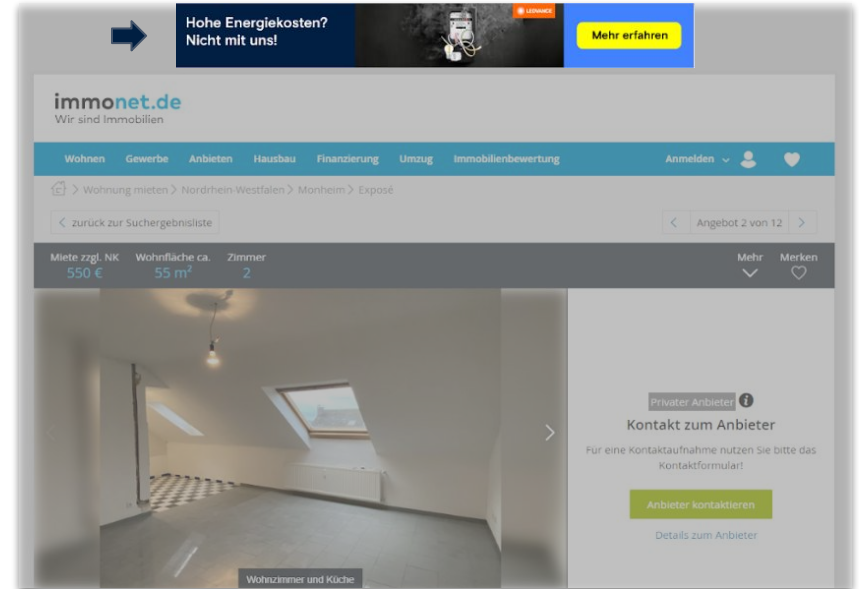 Hohe Energiekosten?
Nicht mit uns!
LEDVANCE
Mehr erfahren
immonet.de
Wir sind Immobilien
Wohnen Gewerbe Anbieten Hausbau Finanzierung Umzug Immobilienbewertung Anmelden
> Wohnung mieten > Nordrhein-Westfalen > Monheim > Exposé
< zurück zur Suchergebnisliste
< Angebot 2 von 12 >
Miete zzgl. NK Wohnfläche ca. Zimmer Mehr Merken
550 € 55 m² 2
Privater Anbieter i
Kontakt zum Anbieter
Für eine Kontaktaufnahme nutzen Sie bitte das
Kontaktformular!
Anbieter kontaktieren
Details zum Anbieter
Wohnzimmer und Küche